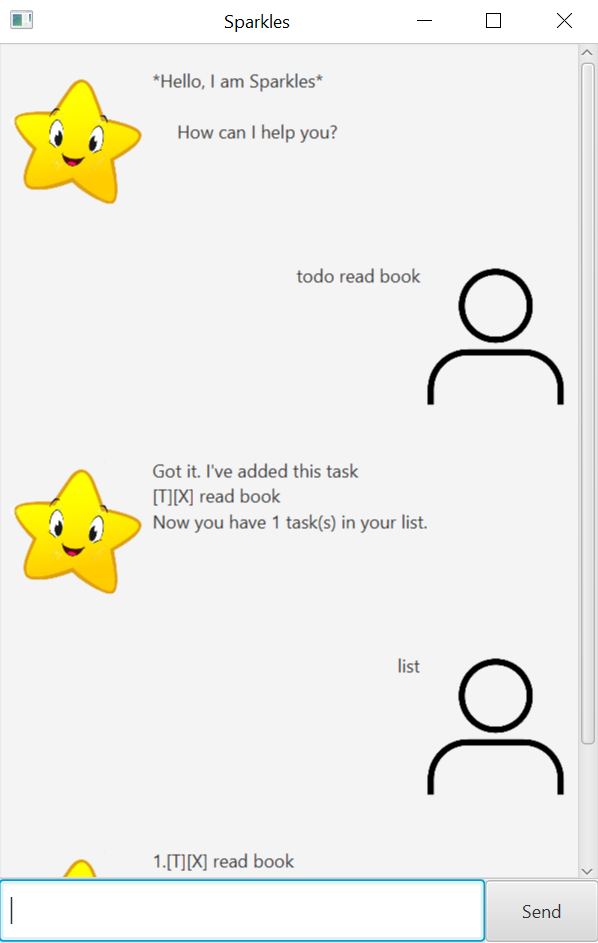 Sparkles
*Hello, I am Sparkles*
How can I help you?
todo read book
Got it. I've added this task
[T][X] read book
Now you have 1 task(s) in your list.
list
1.[T][X] read book
Send